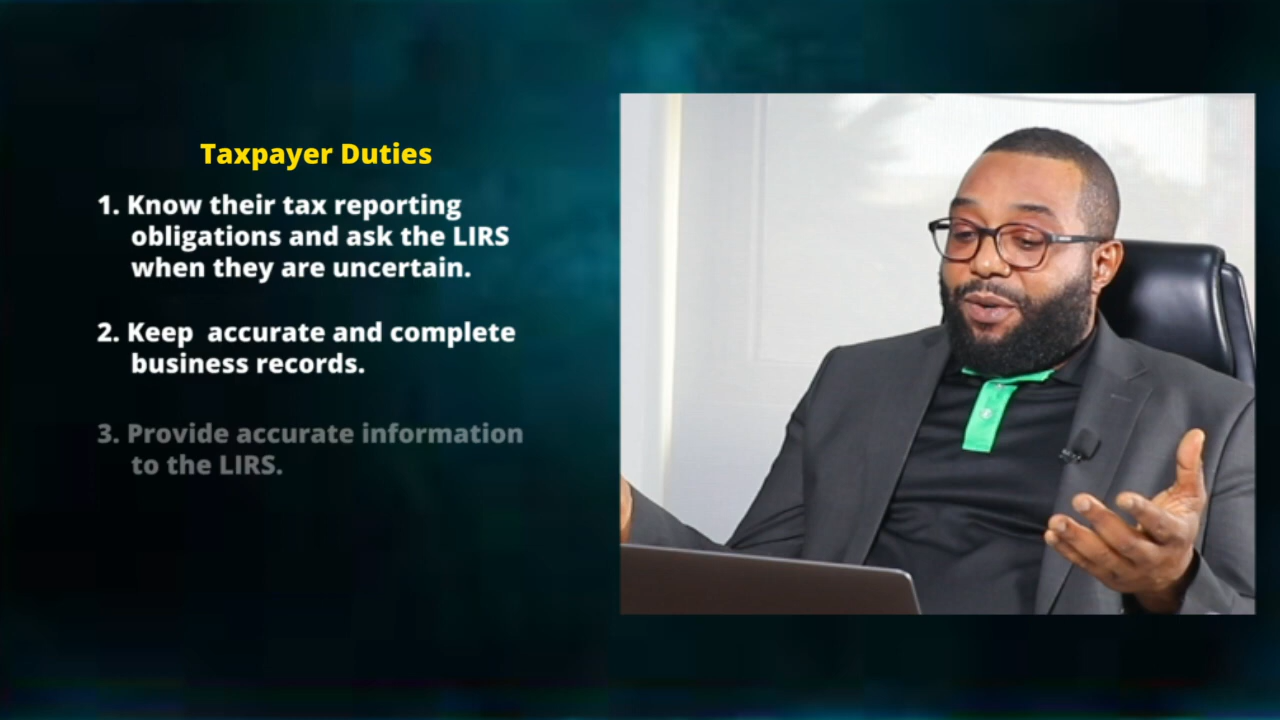 Taxpayer Duties
1. Know their tax reporting
obligations and ask the LIRS
when they are uncertain.
2. Keep  accurate and complete
business records.
3. Provide accurate information
to the LIRS.